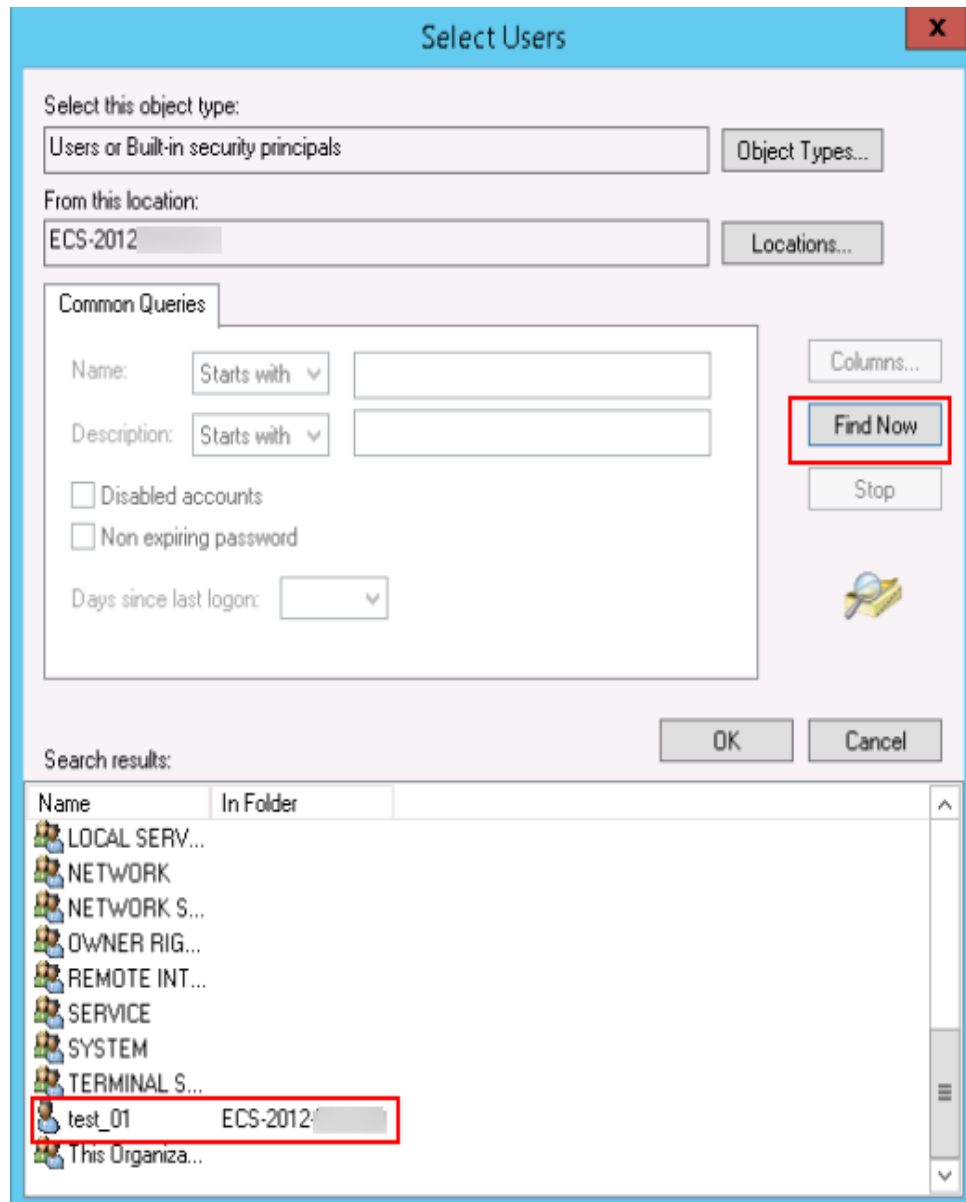 Select Users
x
Select this object type:
Users or Built-in security principals
Object Types...
From this location:
ECS-2012
Locations...
Common Queries
Name: Starts with
Columns...
Find Now
Description: Starts with
Stop
Disabled accounts
Non expiring password
Days since last logon:
OK Cancel
Search results:
Name In Folder
LOCAL SERV...
NETWORK
NETWORK S...
OWNER RIG...
REMOTE INT...
SERVICE
SYSTEM
TERMINAL S...
test_01 ECS-2012-
This Organiza...